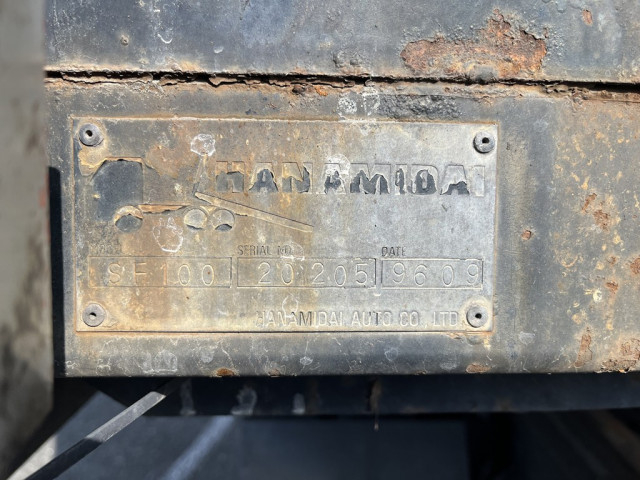 HANAMIDAI
SERIAL NO. DATE
SF100 20205 9609
HANAMIDAI AUTO CO. LTD.